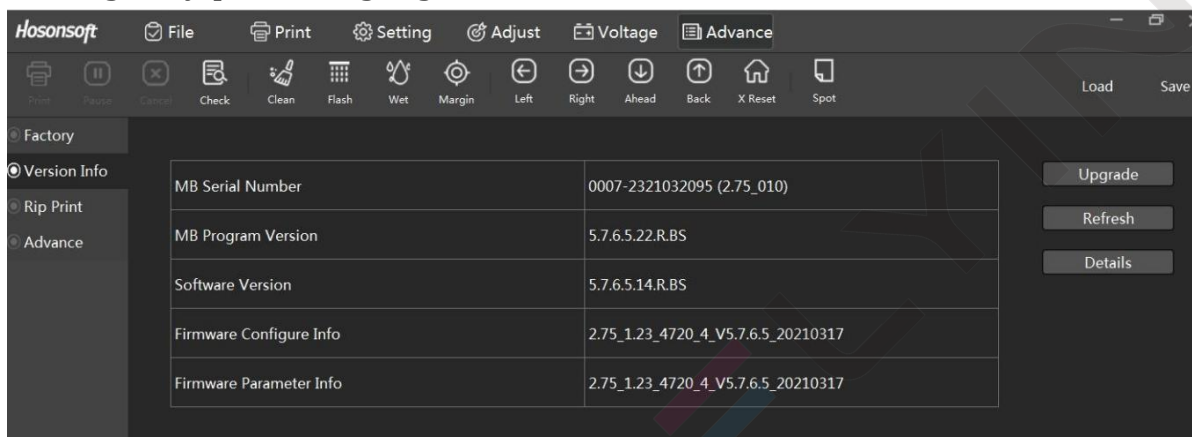 Hosonsoft File Print Setting Adjust Voltage Advance
Print Pause Cancel Check Clean Flash Wet Margin Left Right Ahead Back X Reset Spot Load Save
Factory
Version Info
Rip Print
Advance
MB Serial Number 0007-2321032095 (2.75_010)
MB Program Version 5.7.6.5.22.R.BS
Software Version 5.7.6.5.14.R.BS
Firmware Configure Info 2.75_1.23_4720_4_V5.7.6.5_20210317
Firmware Parameter Info 2.75_1.23_4720_4_V5.7.6.5_20210317
Upgrade
Refresh
Details